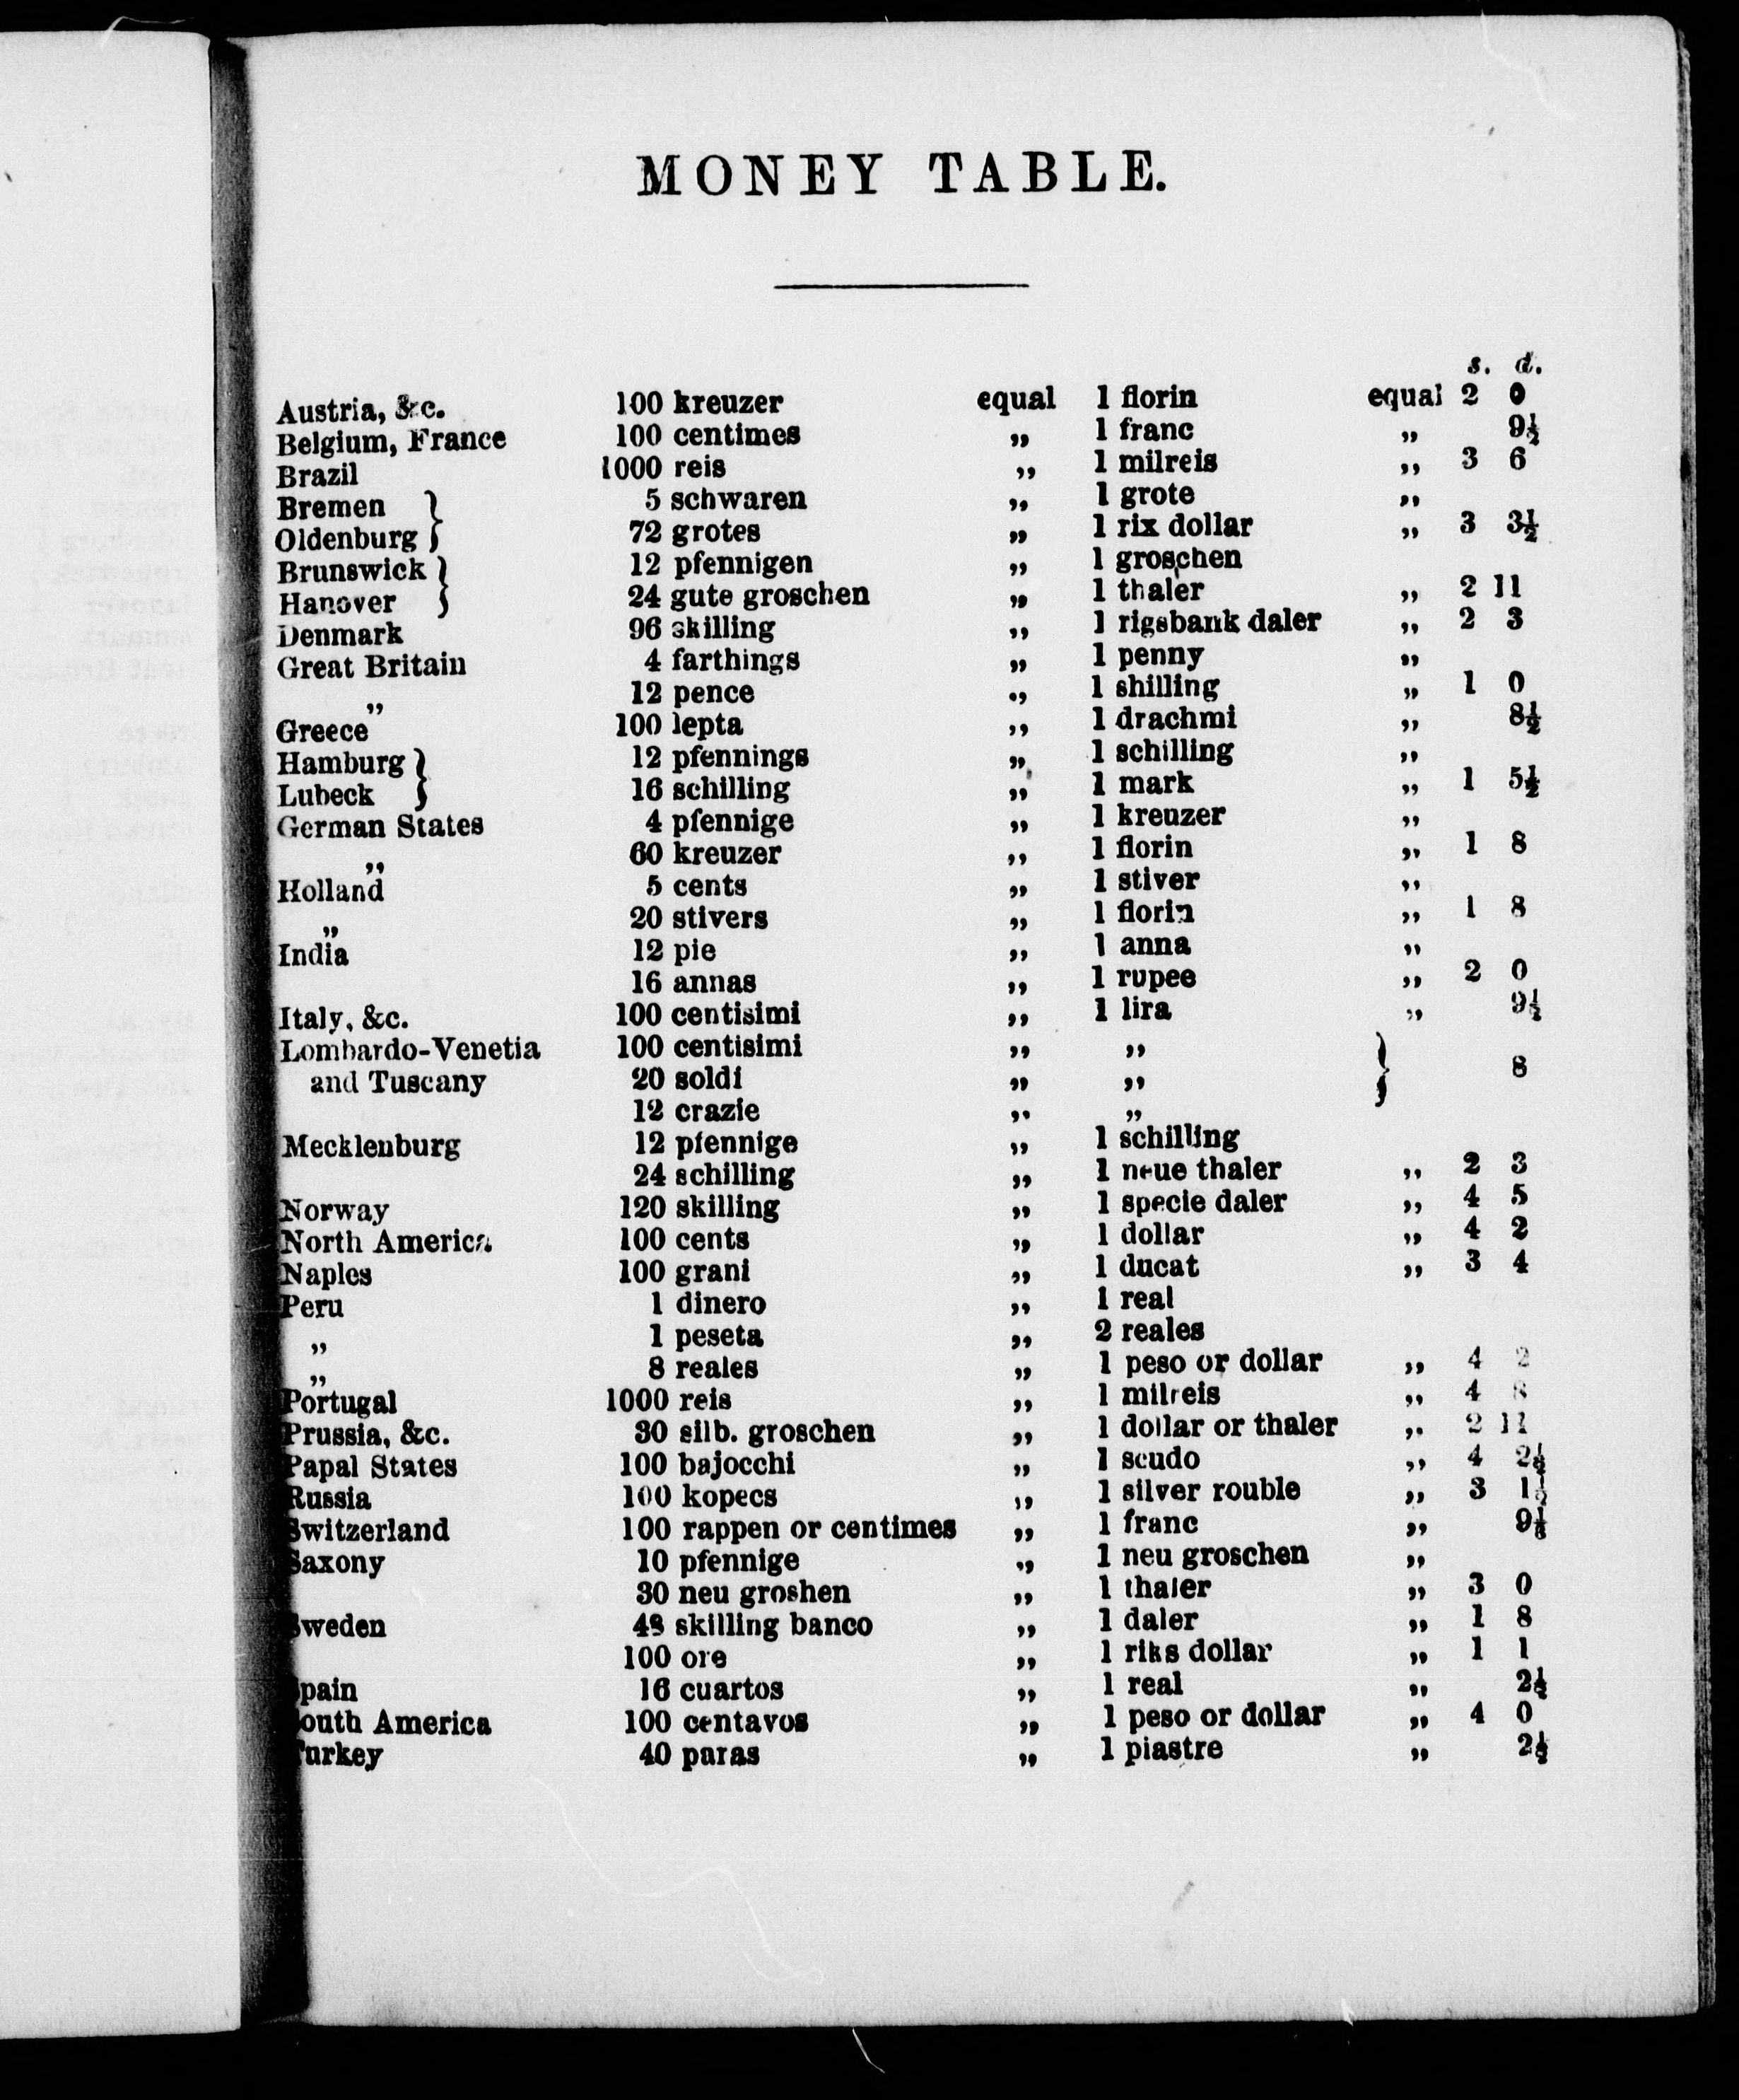 MONEY TABLE.
s. d.
Austria, &c. 100 kreuzer equal 1 florin equal 2 0
Belgium, France 100 centimes „ 1 franc „ 9½
Brazil 1000 reis „ 1 milreis „ 3 6
Bremen } 5 schwaren „ 1 grote „
Oldenburg } 72 grotes „ 1 rix dollar „ 3 3½
Brunswick } 12 pfennigen „ 1 groschen
Hanover } 24 gute groschen „ 1 thaler „ 2 11
Denmark 96 skilling „ 1 rigsbank daler „ 2 3
Great Britain 4 farthings „ 1 penny „
„ 12 pence „ 1 shilling „ 1 0
Greece 100 lepta „ 1 drachmi „ 8½
Hamburg } 12 pfennings „ 1 schilling „
Lubeck } 16 schilling „ 1 mark „ 1 5½
German States 4 pfennige „ 1 kreuzer „
„ 60 kreuzer „ 1 florin „ 1 8
Holland 5 cents „ 1 stiver „
„ 20 stivers „ 1 florin „ 1 8
India 12 pie „ 1 anna „
16 annas „ 1 rupee „ 2 0
Italy, &c. 100 centisimi „ 1 lira „ 9½
Lombardo-Venetia 100 centisimi „ „ }
and Tuscany 20 soldi „ „ } 8
12 crazie „ „ }
Mecklenburg 12 pfennige „ 1 schilling
24 schilling „ 1 neue thaler „ 2 3
Norway 120 skilling „ 1 specie daler „ 4 5
North America 100 cents „ 1 dollar „ 4 2
Naples 100 grani „ 1 ducat „ 3 4
Peru 1 dinero „ 1 real
„ 1 peseta „ 2 reales
„ 8 reales „ 1 peso or dollar „ 4 2
Portugal 1000 reis „ 1 milreis „ 4 8
Prussia, &c. 30 silb. groschen „ 1 dollar or thaler „ 2 11
Papal States 100 bajocchi „ 1 scudo „ 4 2½
Russia 100 kopecs „ 1 silver rouble „ 3 1½
Switzerland 100 rappen or centimes „ 1 franc „ 9½
Saxony 10 pfennige „ 1 neu groschen „
30 neu groshen „ 1 thaler „ 3 0
Sweden 48 skilling banco „ 1 daler „ 1 8
100 ore „ 1 riks dollar „ 1 1
Spain 16 cuartos „ 1 real „ 2½
South America 100 centavos „ 1 peso or dollar „ 4 0
Turkey 40 paras „ 1 piastre „ 2½